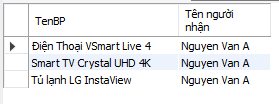 TenBP Tên người nhận
Điện Thoại VSmart Live 4 Nguyen Van A
Smart TV Crystal UHD 4K Nguyen Van A
Tủ lạnh LG InstaView Nguyen Van A